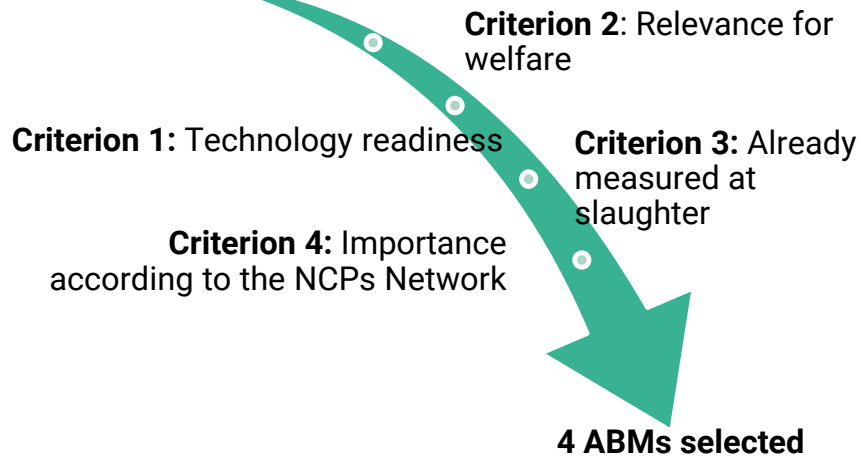 Criterion 2: Relevance for
welfare
Criterion 1: Technology readiness
Criterion 3: Already
measured at
slaughter
Criterion 4: Importance
according to the NCPs Network
4 ABMs selected